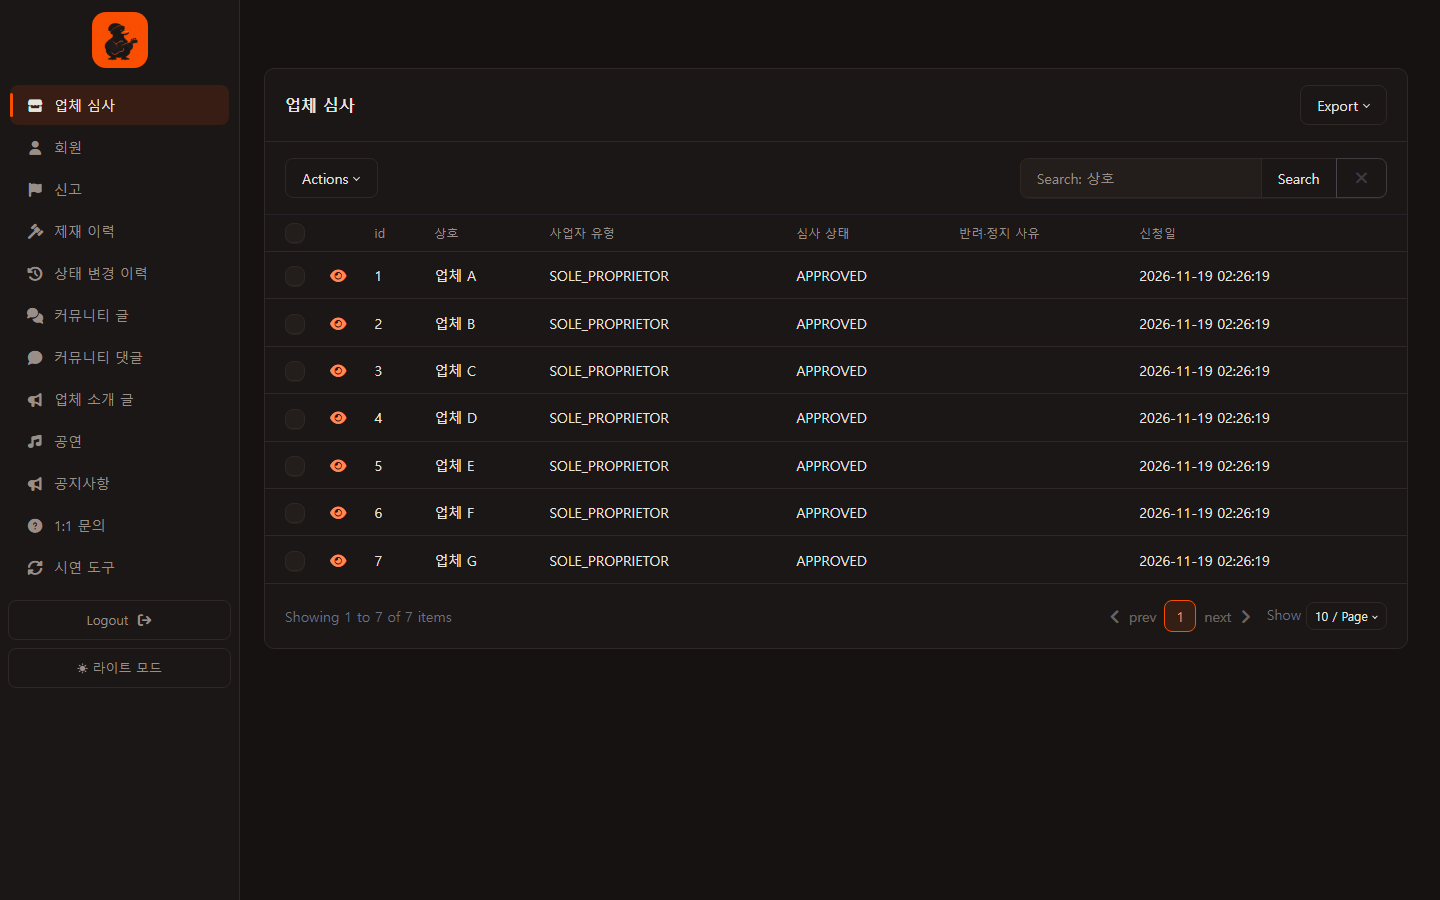 업체 심사
회원
신고
제재 이력
상태 변경 이력
커뮤니티 글
커뮤니티 댓글
업체 소개 글
공연
공지사항
1:1 문의
시연 도구
Logout
라이트 모드
업체 심사
Export
Actions
Search: 상호
Search
id 상호 사업자 유형 심사 상태 반려·정지 사유 신청일
1 업체 A SOLE_PROPRIETOR APPROVED 2026-11-19 02:26:19
2 업체 B SOLE_PROPRIETOR APPROVED 2026-11-19 02:26:19
3 업체 C SOLE_PROPRIETOR APPROVED 2026-11-19 02:26:19
4 업체 D SOLE_PROPRIETOR APPROVED 2026-11-19 02:26:19
5 업체 E SOLE_PROPRIETOR APPROVED 2026-11-19 02:26:19
6 업체 F SOLE_PROPRIETOR APPROVED 2026-11-19 02:26:19
7 업체 G SOLE_PROPRIETOR APPROVED 2026-11-19 02:26:19
Showing 1 to 7 of 7 items
prev 1 next Show 10 / Page